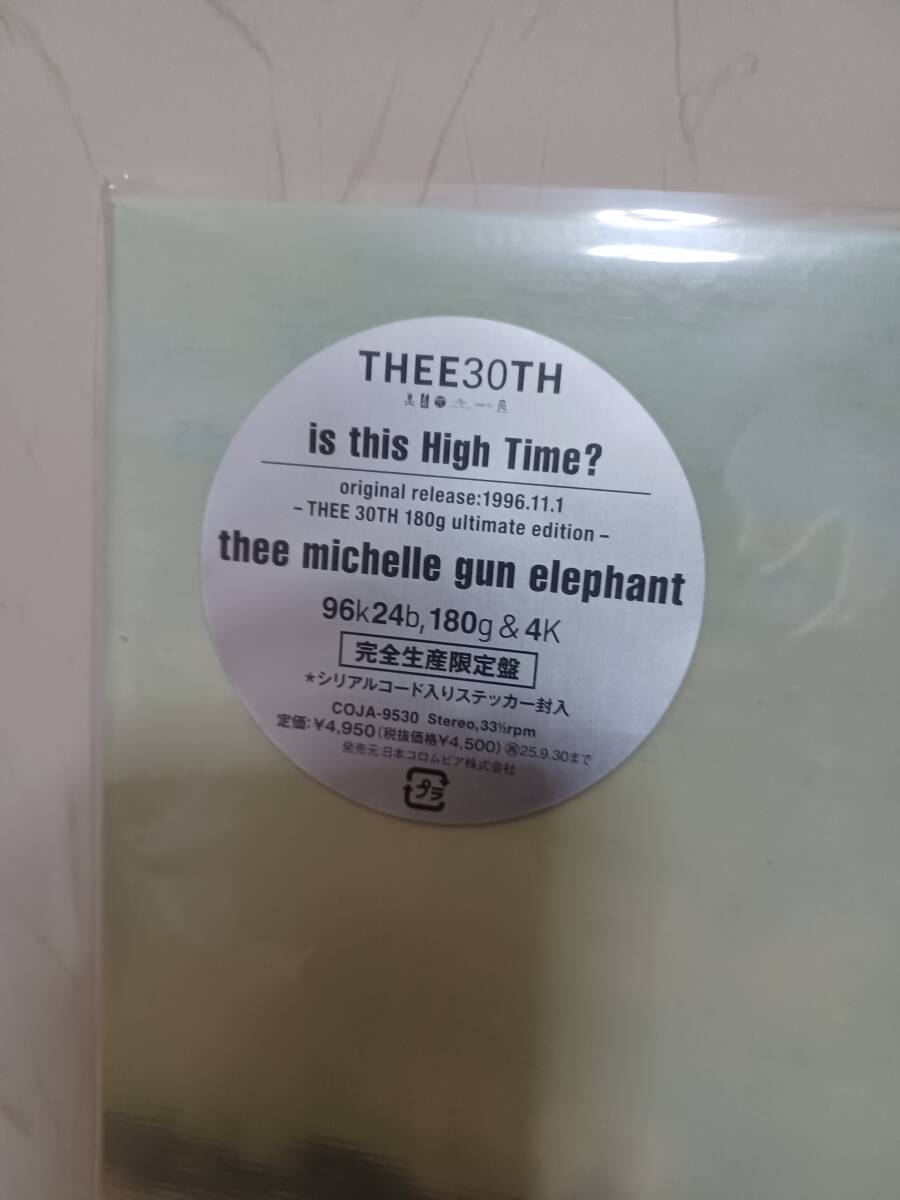 THEE30TH
is this High Time?
original release:1996.11.1
– THEE 30TH 180g ultimate edition –
thee michelle gun elephant
96k24b, 180g & 4K
完全生産限定盤
*シリアルコード入りステッカー封入
COJA-9530 Stereo, 33⅓rpm
定価:¥4,950(税抜価格¥4,500) 25.9.30まで
発売元:日本コロムビア株式会社
プラ